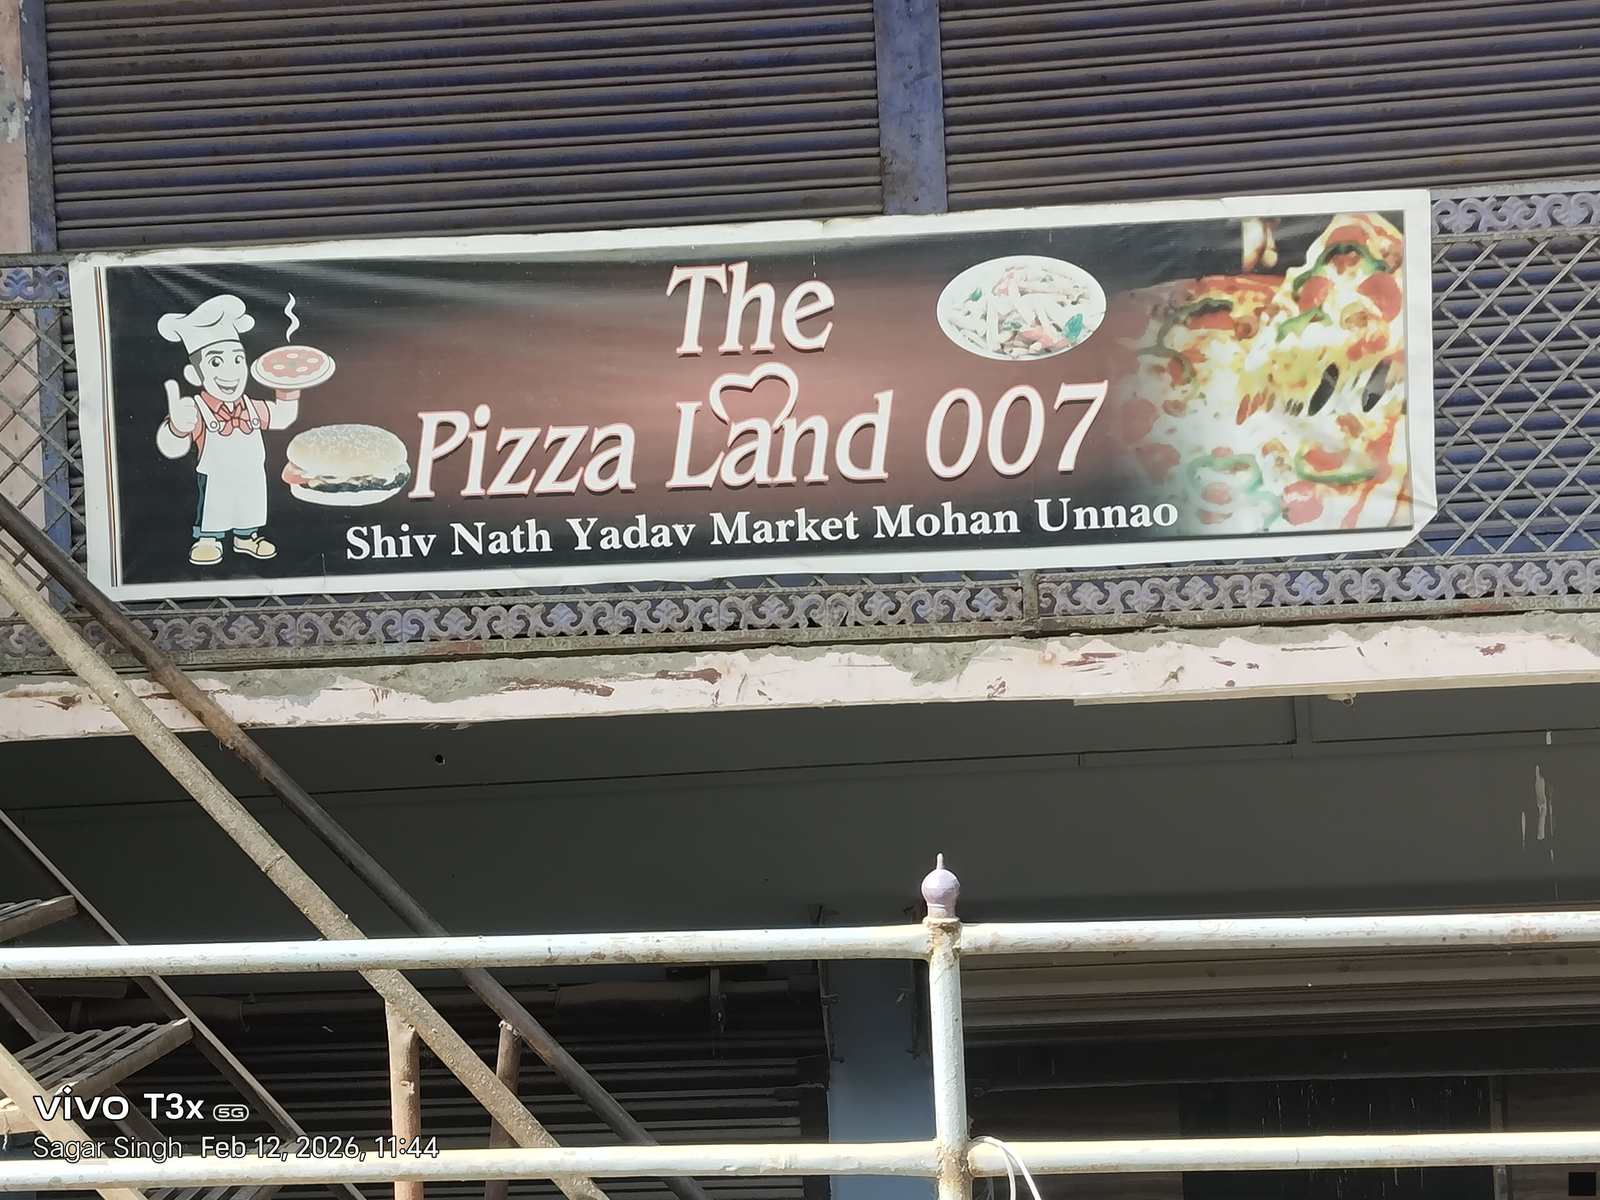 The
Pizza Land 007
Shiv Nath Yadav Market Mohan Unnao
vivo T3x 5G
Sagar Singh Feb 12, 2026, 11:44